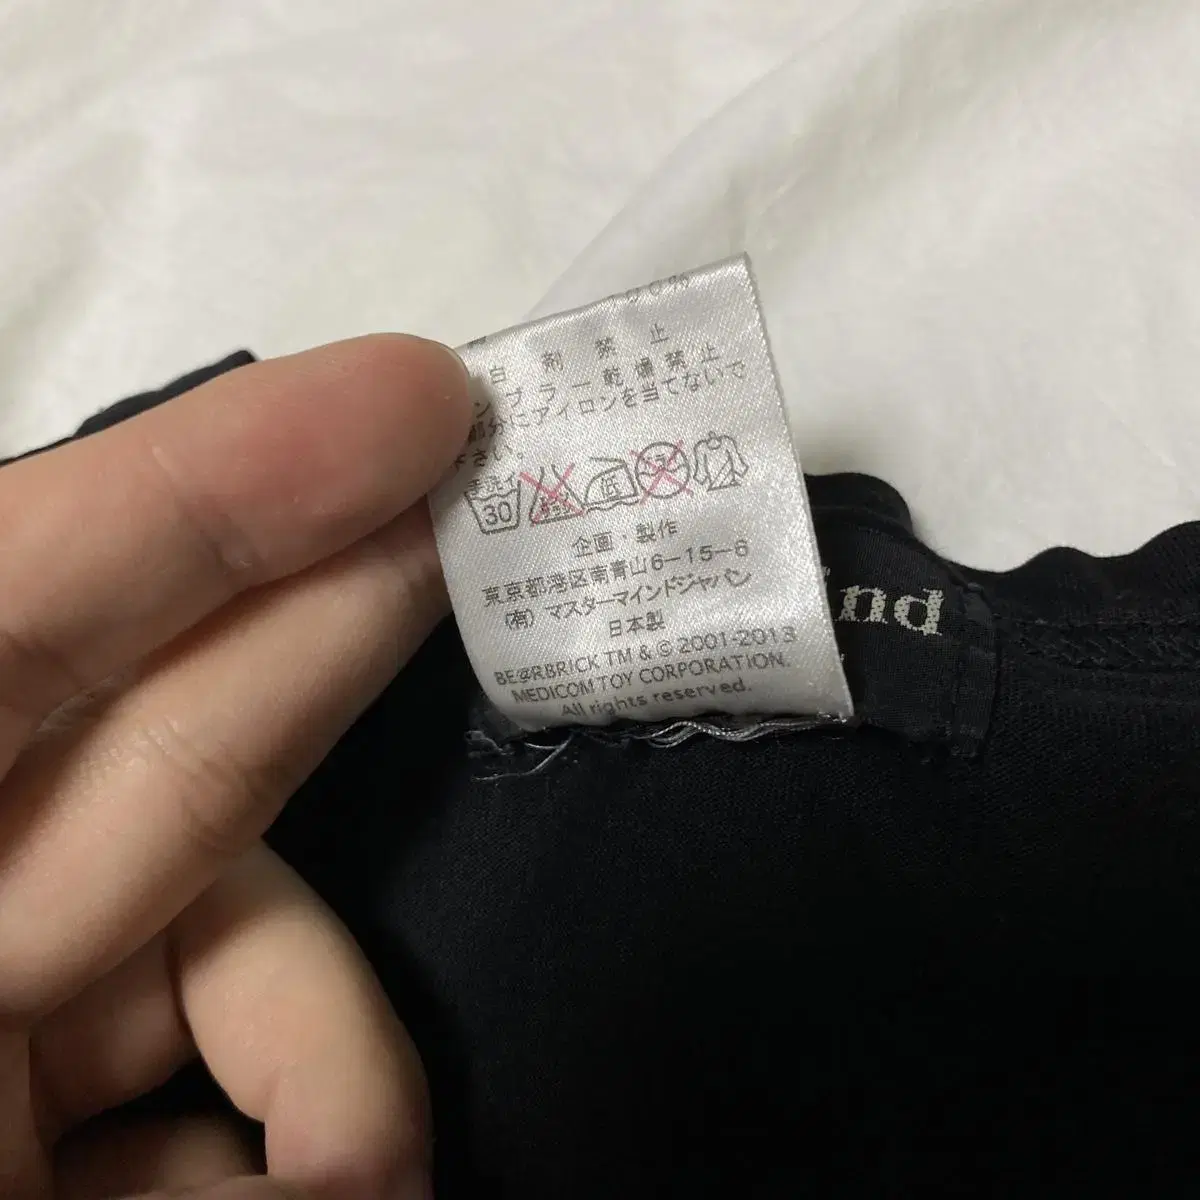 0%
白剤禁止
ンブラー乾燥禁止
部分にアイロンを当てないで
下さい。
30
企画・製作
東京都港区南青山6-15-6
(有)マスターマインドジャパン
日本製
BE@RBRICK TM & © 2001-2013
MEDICOM TOY CORPORATION.
All rights reserved.
ind